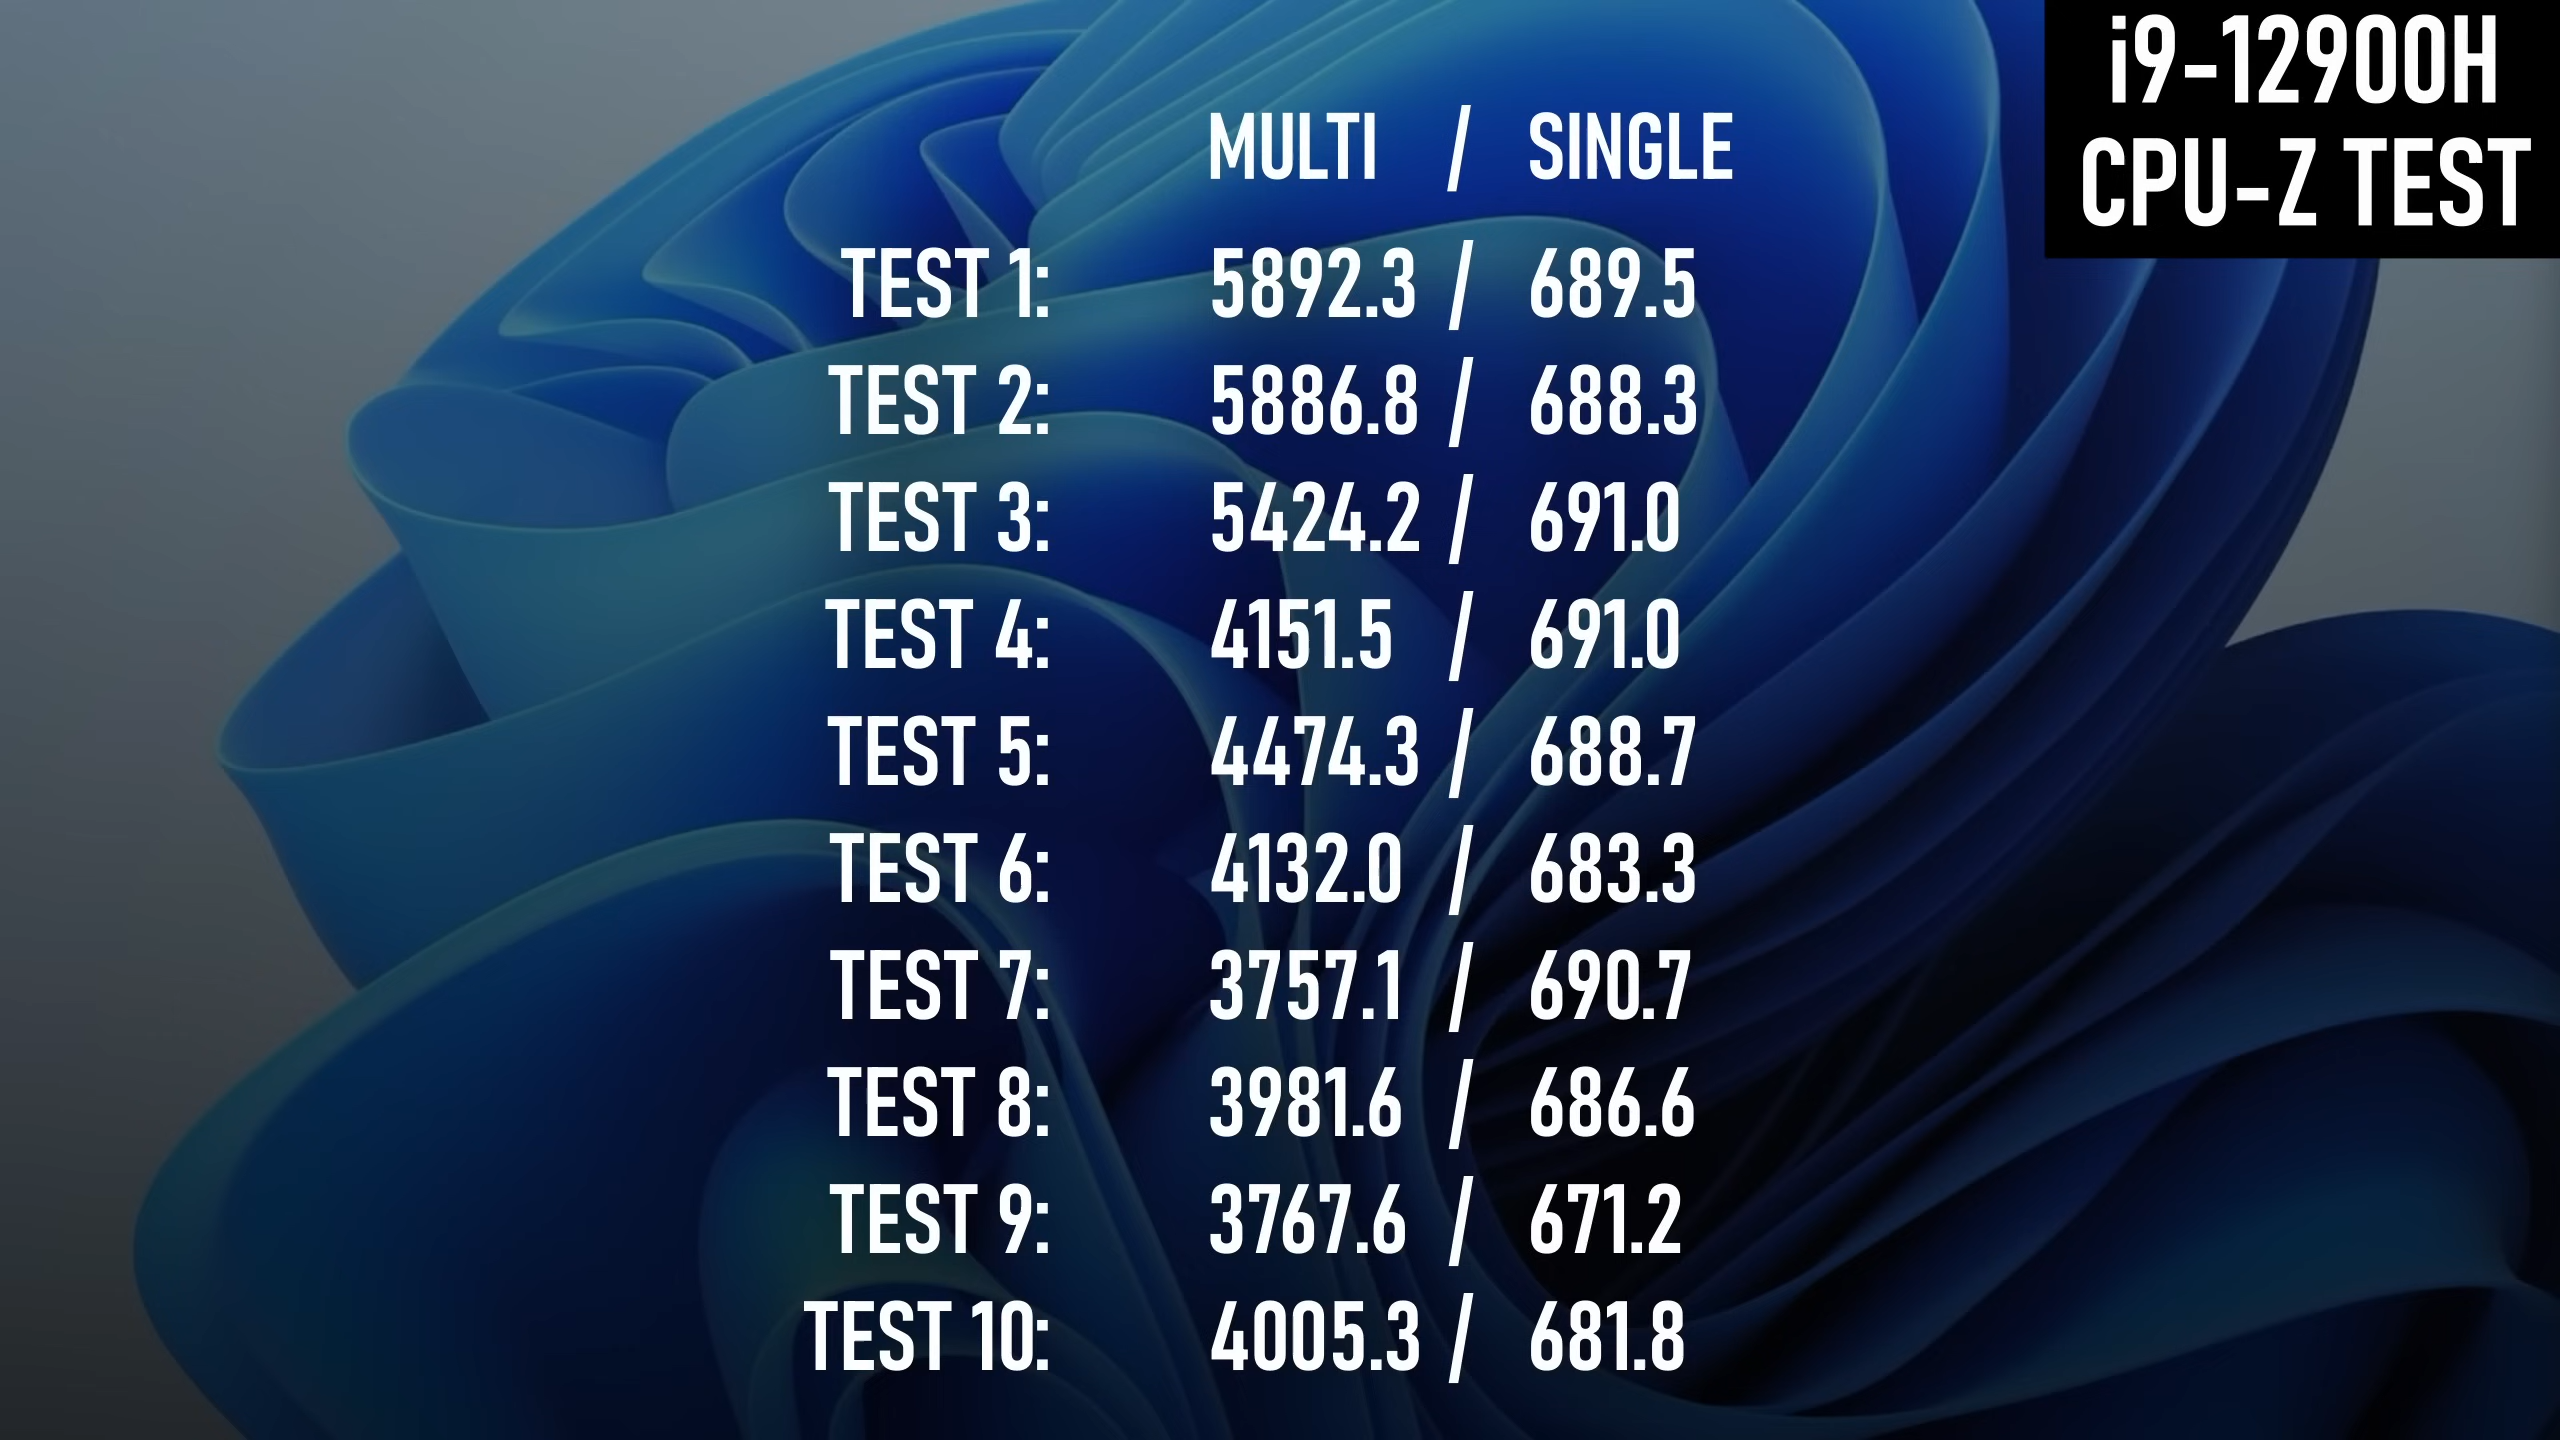 i9-12900H
CPU-Z TEST
MULTI / SINGLE
TEST 1: 5892.3 / 689.5
TEST 2: 5886.8 / 688.3
TEST 3: 5424.2 / 691.0
TEST 4: 4151.5 / 691.0
TEST 5: 4474.3 / 688.7
TEST 6: 4132.0 / 683.3
TEST 7: 3757.1 / 690.7
TEST 8: 3981.6 / 686.6
TEST 9: 3767.6 / 671.2
TEST 10: 4005.3 / 681.8